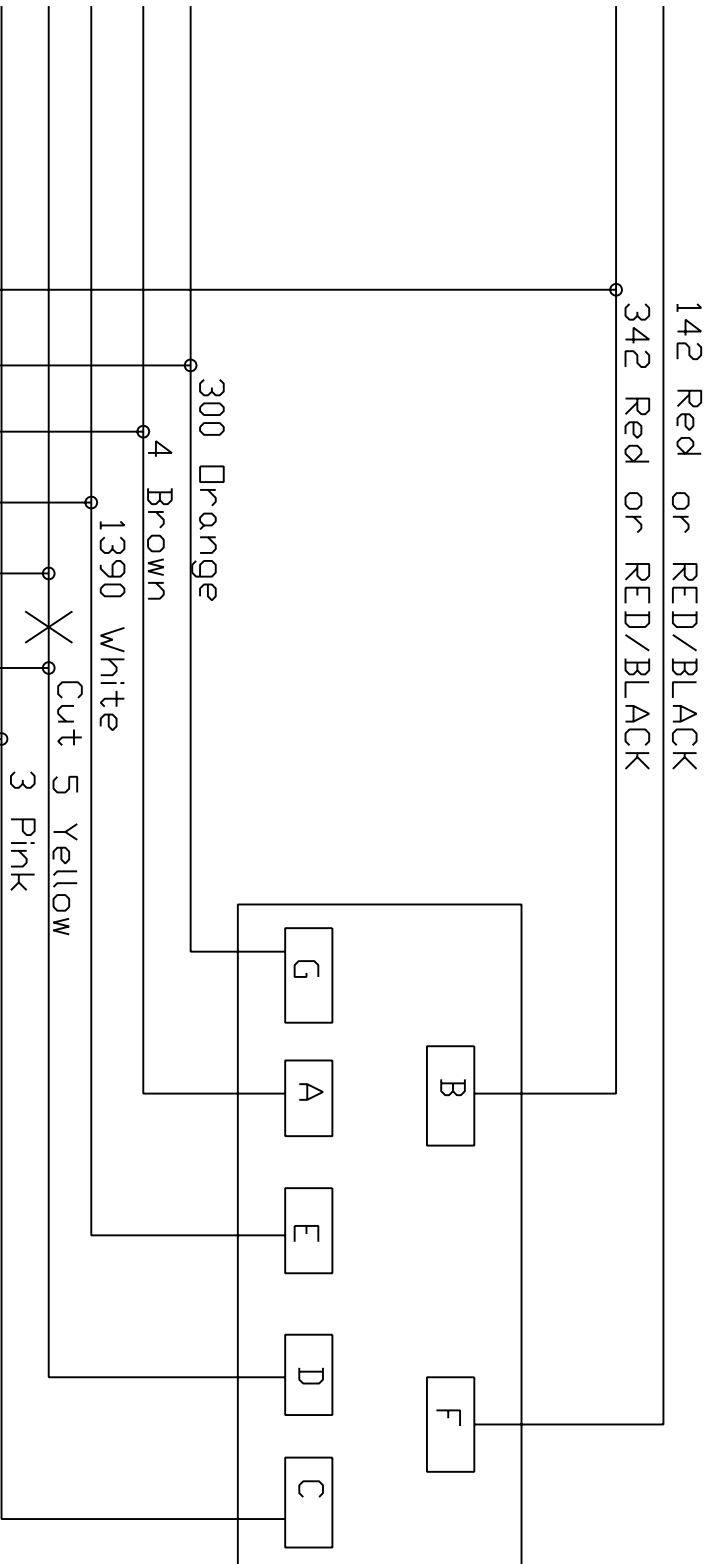 142 Red or RED/BLACK
342 Red or RED/BLACK
300 Orange
4 Brown
1390 White
Cut 5 Yellow
3 Pink
B
F
G
A
E
D
C